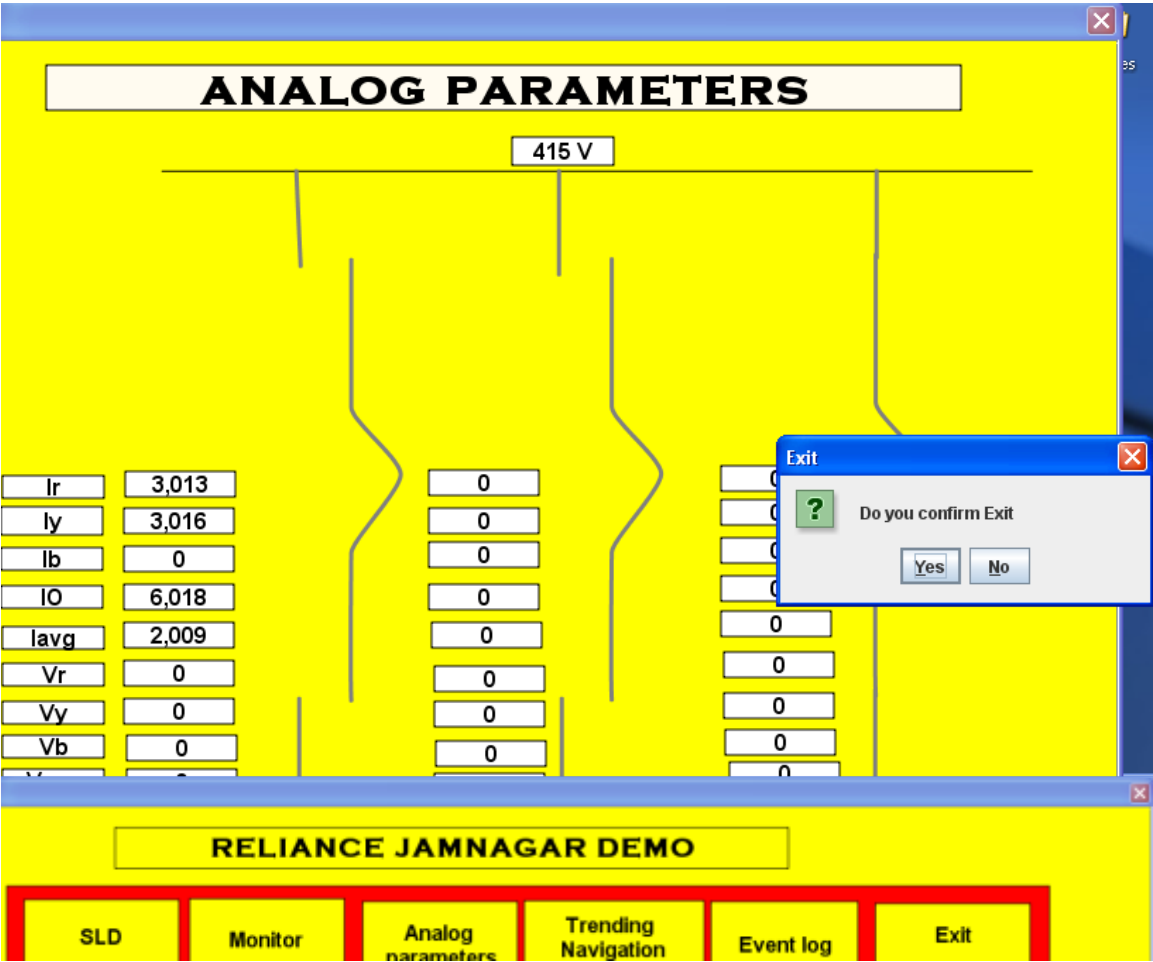 es
ANALOG PARAMETERS
415 V
Ir 3,013 0
Iy 3,016 0
Ib 0 0
IO 6,018 0
Iavg 2,009 0 0
Vr 0 0 0
Vy 0 0 0
Vb 0 0 0
0
Exit
? Do you confirm Exit
Yes No
RELIANCE JAMNAGAR DEMO
SLD Monitor Analog parameters Trending Navigation Event log Exit